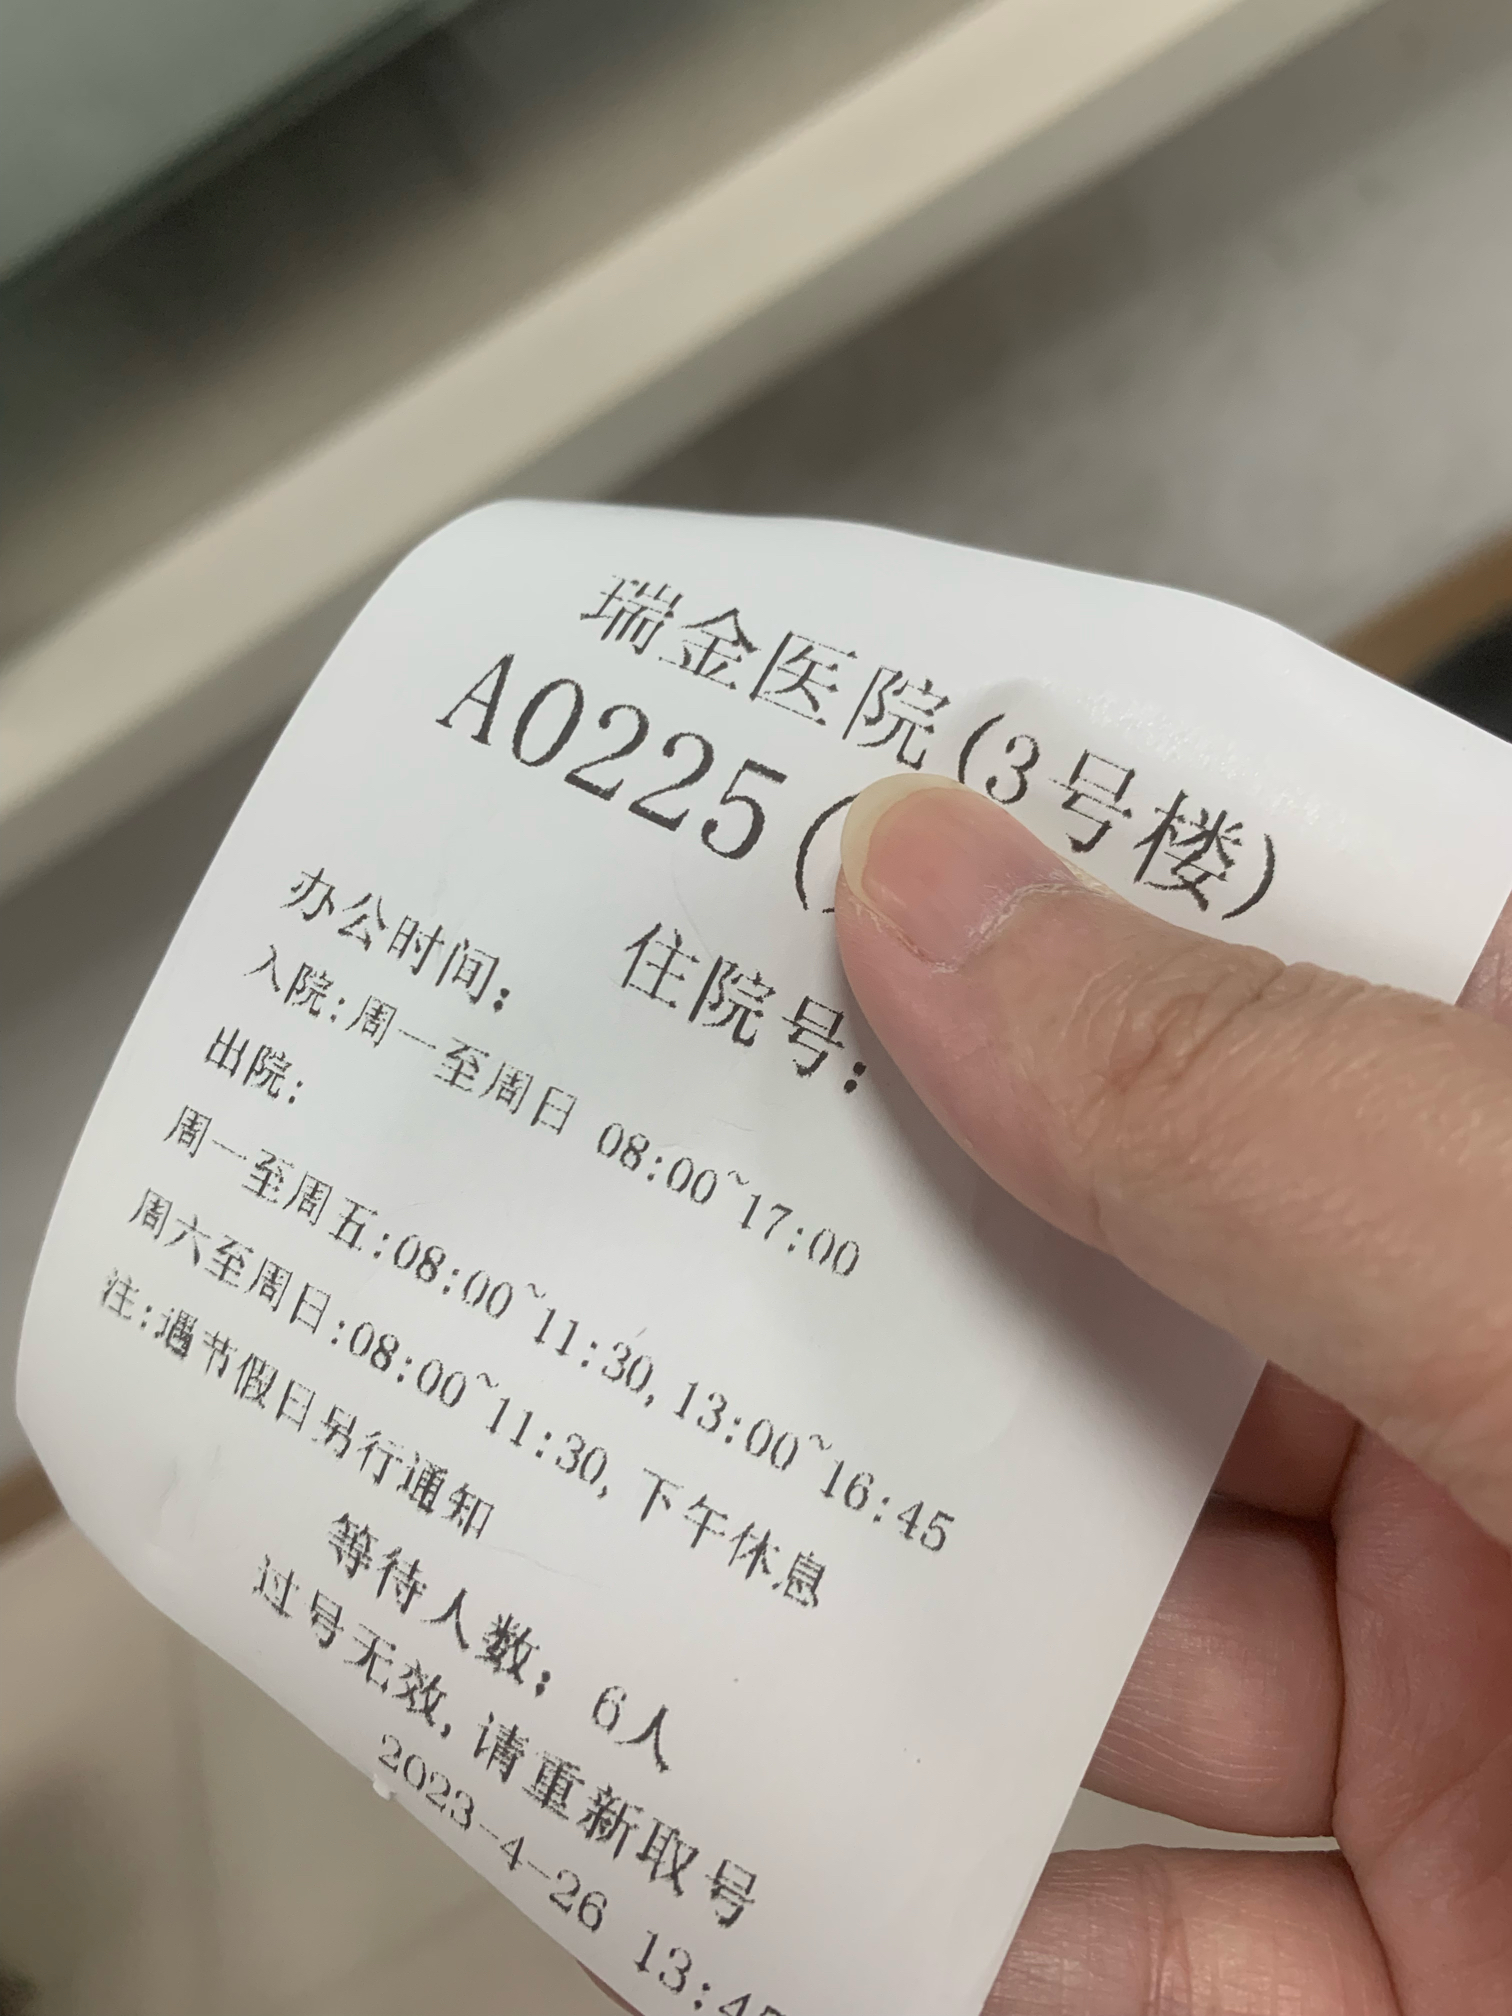 瑞金医院(3号楼)
A0225(
住院号:
办公时间:
入院:周一至周日 08:00~17:00
出院:
周一至周五:08:00~11:30,13:00~16:45
周六至周日:08:00~11:30,下午休息
注:遇节假日另行通知
等待人数: 6人
过号无效,请重新取号
2023-4-26 13:4